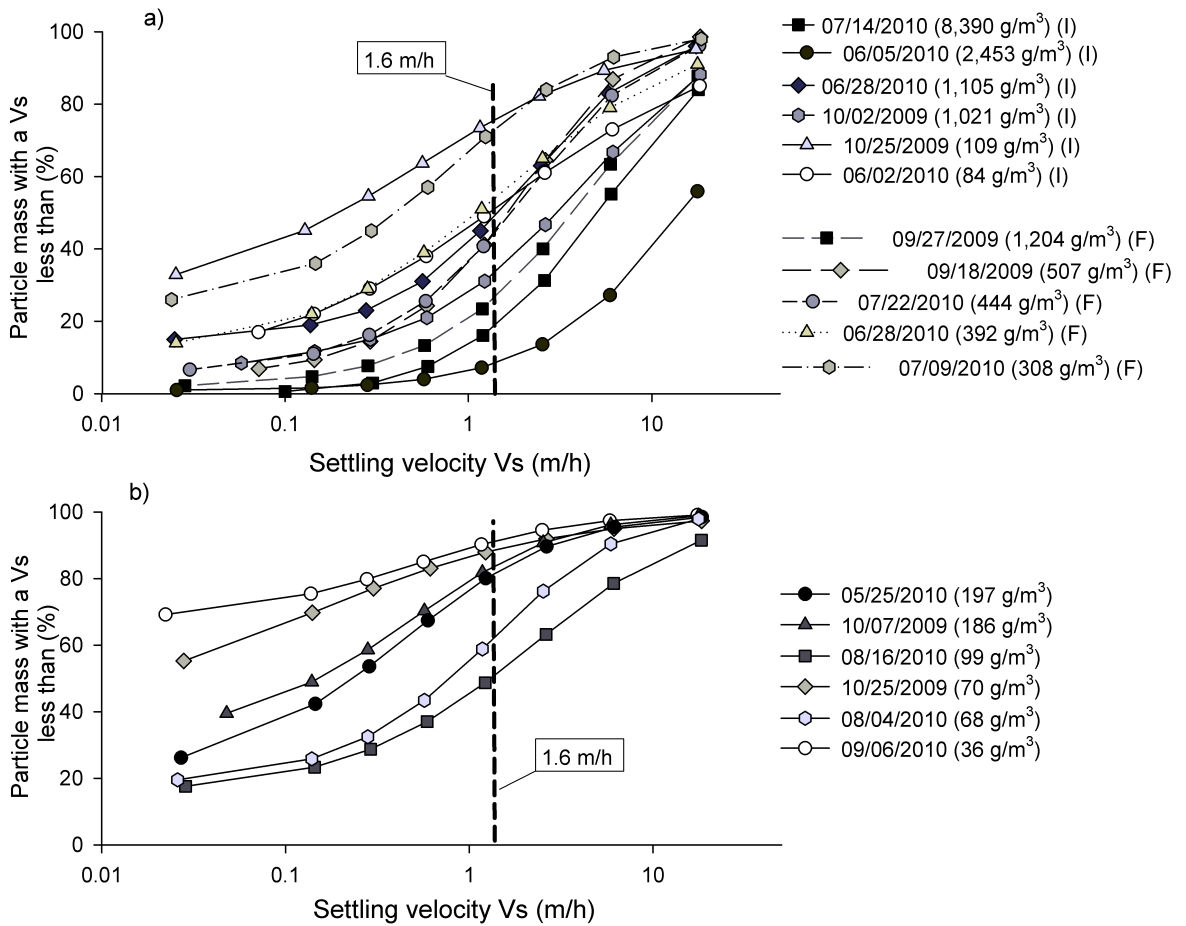 a)
100
80
60
40
20
0
Particle mass with a Vs
less than (%)
1.6 m/h
0.01
0.1
1
10
Settling velocity Vs (m/h)
07/14/2010 (8,390 g/m³) (I)
06/05/2010 (2,453 g/m³) (I)
06/28/2010 (1,105 g/m³) (I)
10/02/2009 (1,021 g/m³) (I)
10/25/2009 (109 g/m³) (I)
06/02/2010 (84 g/m³) (I)
09/27/2009 (1,204 g/m³) (F)
09/18/2009 (507 g/m³) (F)
07/22/2010 (444 g/m³) (F)
06/28/2010 (392 g/m³) (F)
07/09/2010 (308 g/m³) (F)
b)
100
80
60
40
20
0
Particle mass with a Vs
less than (%)
1.6 m/h
0.01
0.1
1
10
Settling velocity Vs (m/h)
05/25/2010 (197 g/m³)
10/07/2009 (186 g/m³)
08/16/2010 (99 g/m³)
10/25/2009 (70 g/m³)
08/04/2010 (68 g/m³)
09/06/2010 (36 g/m³)